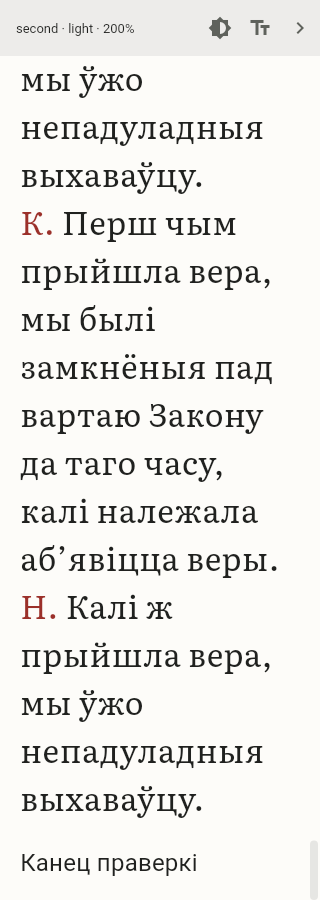 second · light · 200%
мы ўжо
непадуладныя
выхаваўцу.
К. Перш чым
прыйшла вера,
мы былі
замкнёныя пад
вартаю Закону
да таго часу,
калі належала
аб’явіцца веры.
Н. Калі ж
прыйшла вера,
мы ўжо
непадуладныя
выхаваўцу.
Канец праверкі